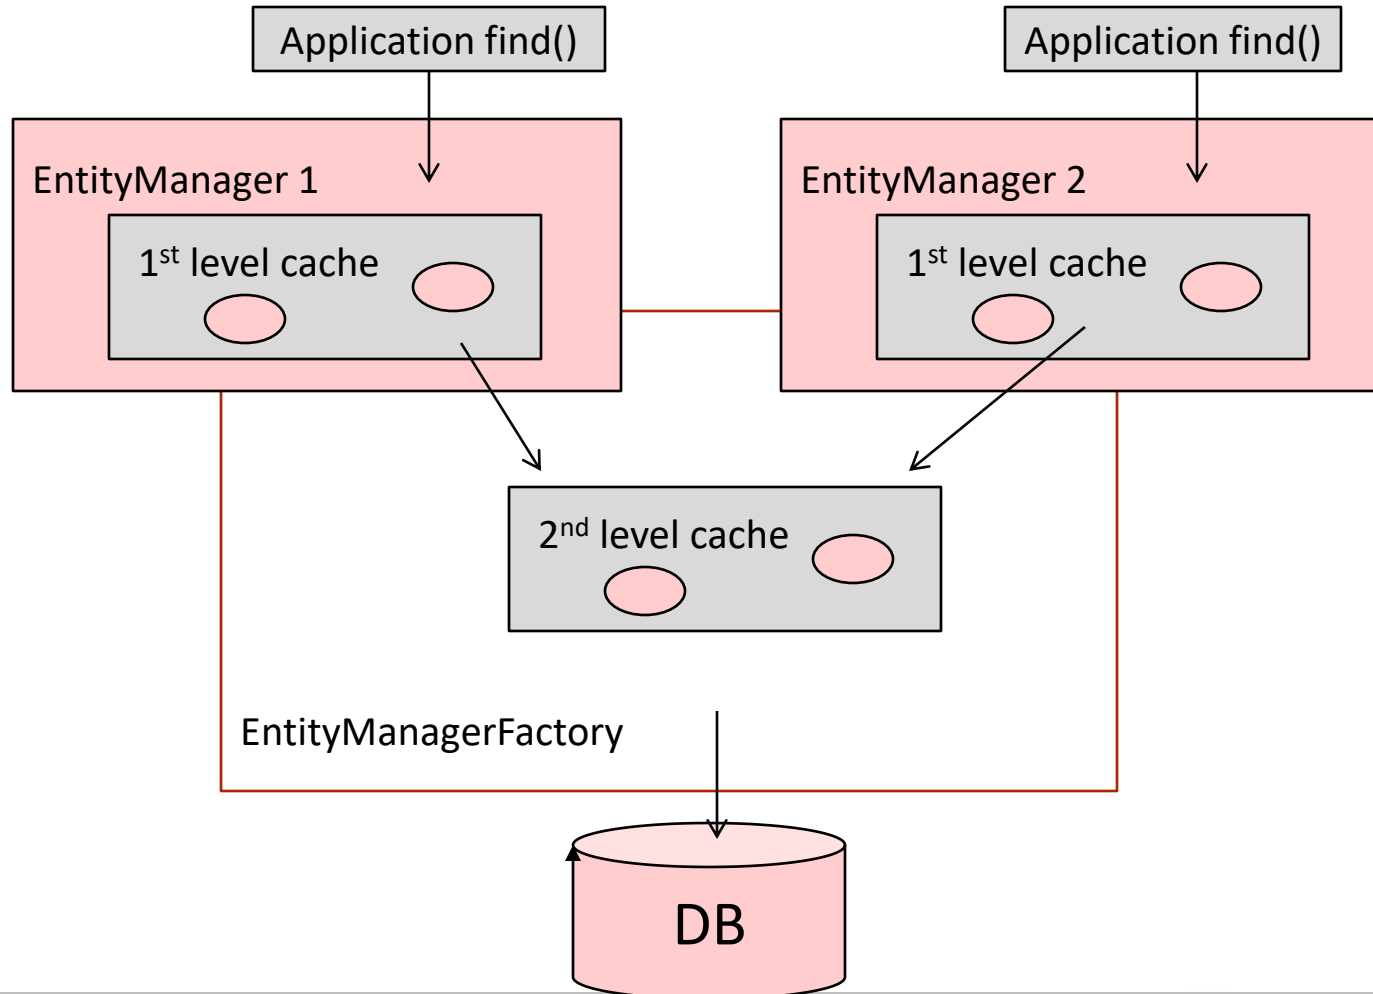 Application find()
Application find()
EntityManager 1
EntityManager 2
1st level cache
1st level cache
2nd level cache
EntityManagerFactory
DB